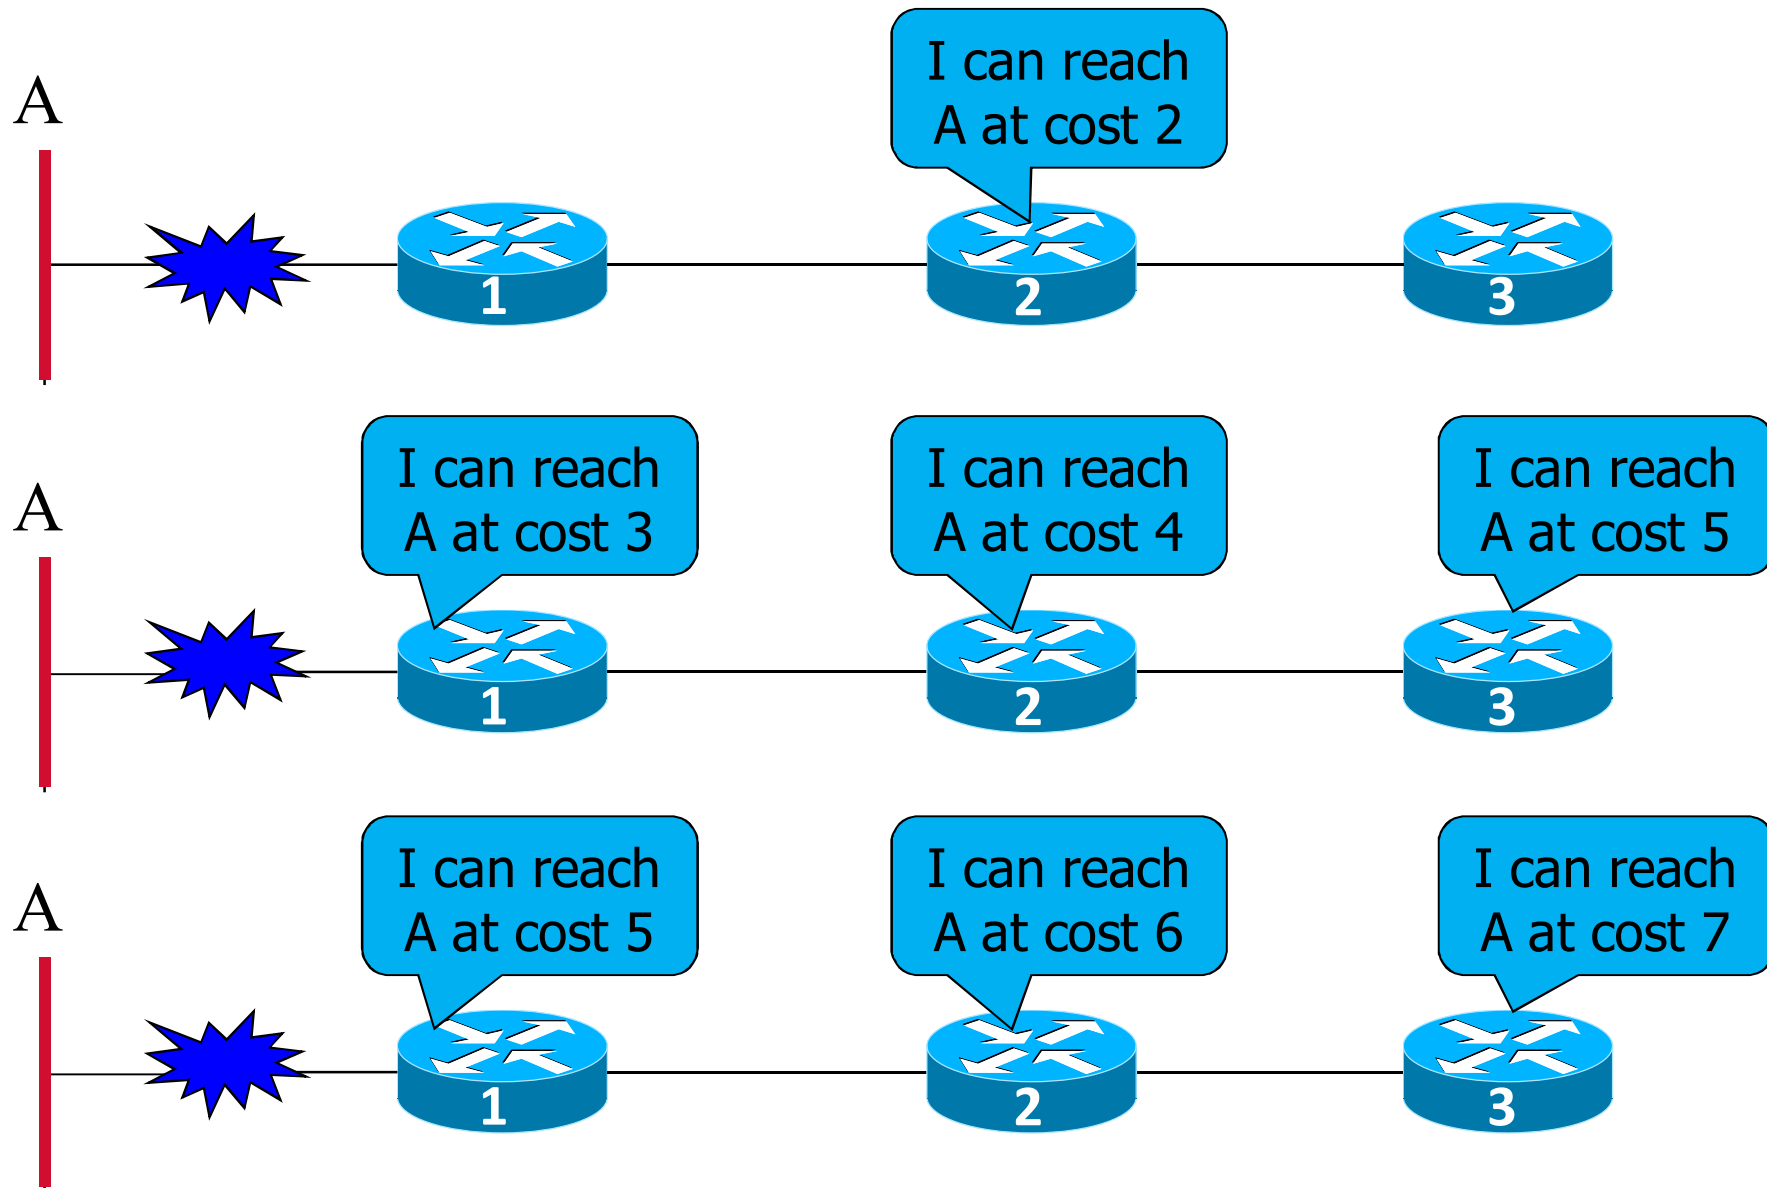 I can reach
A at cost 2
A
1
2
3
I can reach
A at cost 3
I can reach
A at cost 4
I can reach
A at cost 5
A
1
2
3
I can reach
A at cost 5
I can reach
A at cost 6
I can reach
A at cost 7
A
1
2
3